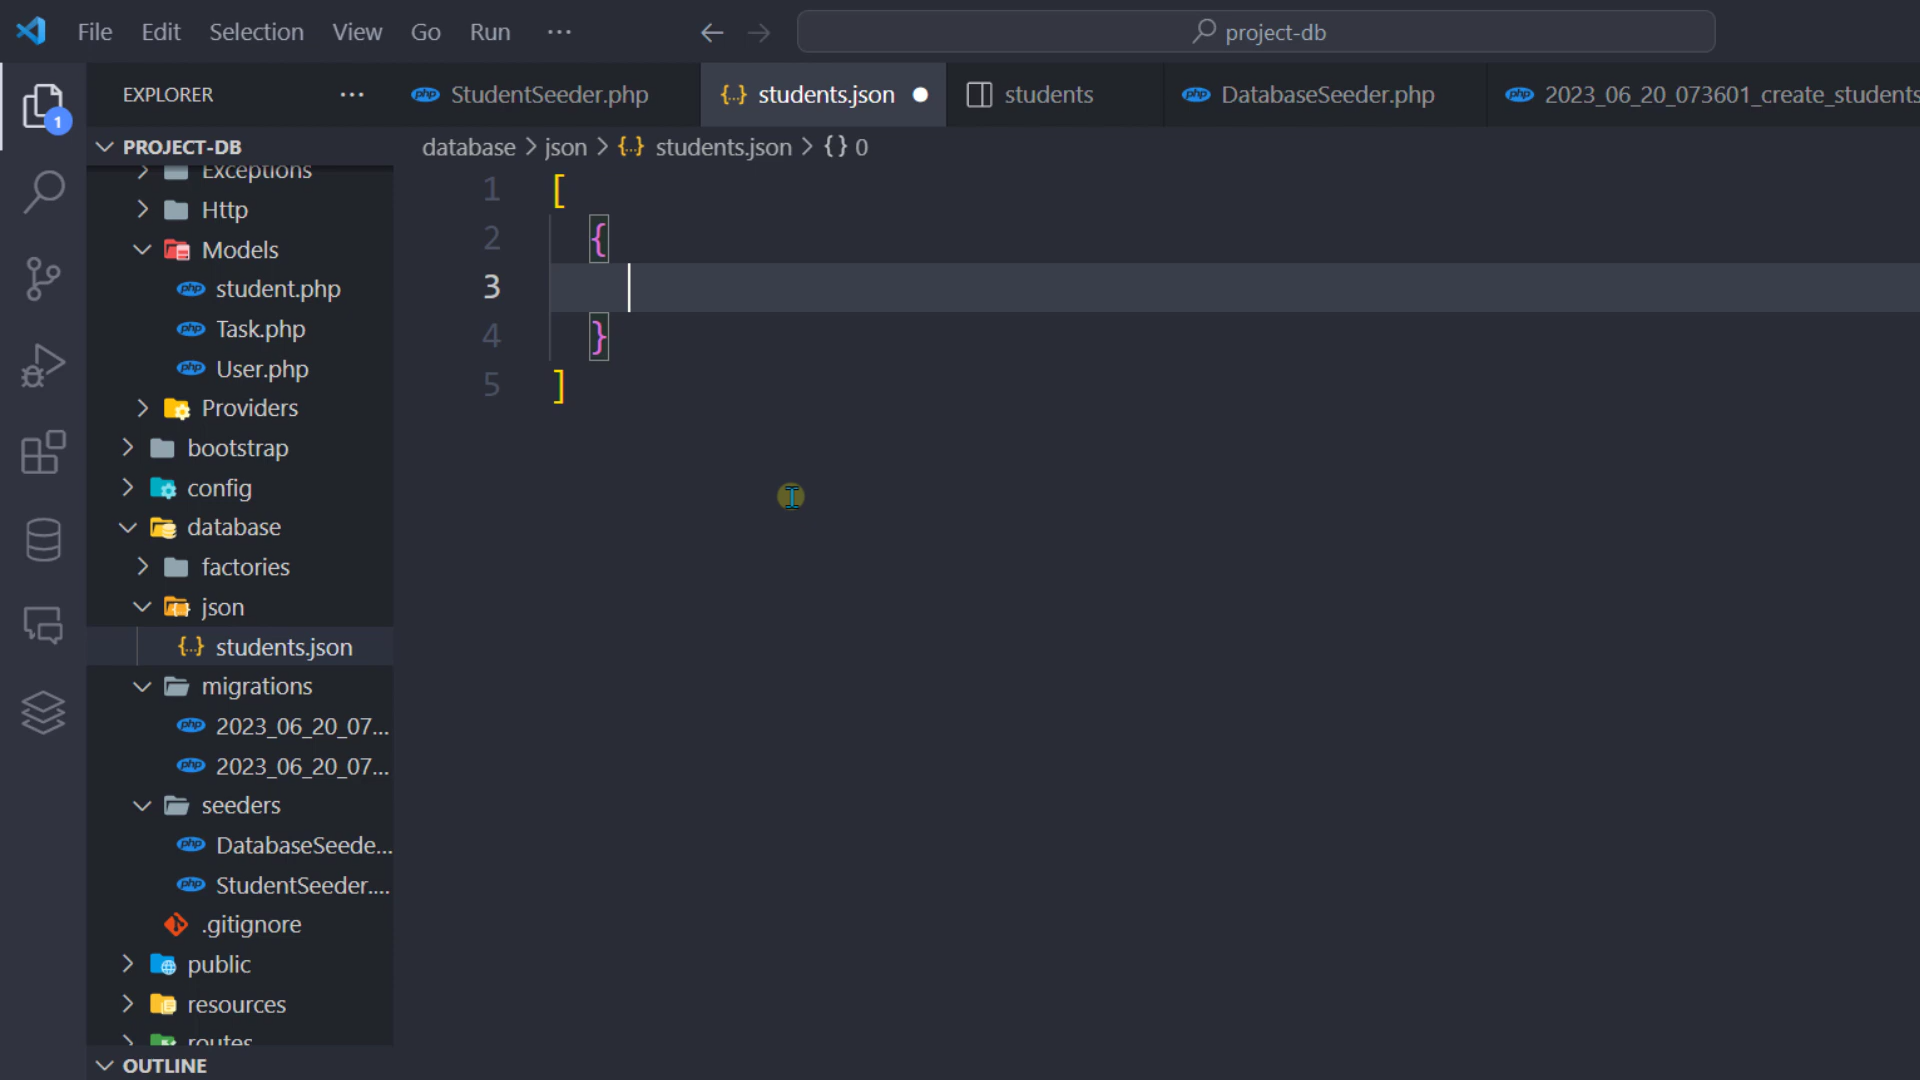 File Edit Selection View Go Run ···
project-db
EXPLORER ···
StudentSeeder.php
{..} students.json
students
DatabaseSeeder.php
2023_06_20_073601_create_students
PROJECT-DB
database > json > {..} students.json > {} 0
Exceptions
Http
Models
student.php
Task.php
User.php
Providers
bootstrap
config
database
factories
json
{..} students.json
migrations
2023_06_20_07...
2023_06_20_07...
seeders
DatabaseSeede...
StudentSeeder....
.gitignore
public
resources
routes
OUTLINE
1 [
2 {
3
4 }
5 ]
1
php